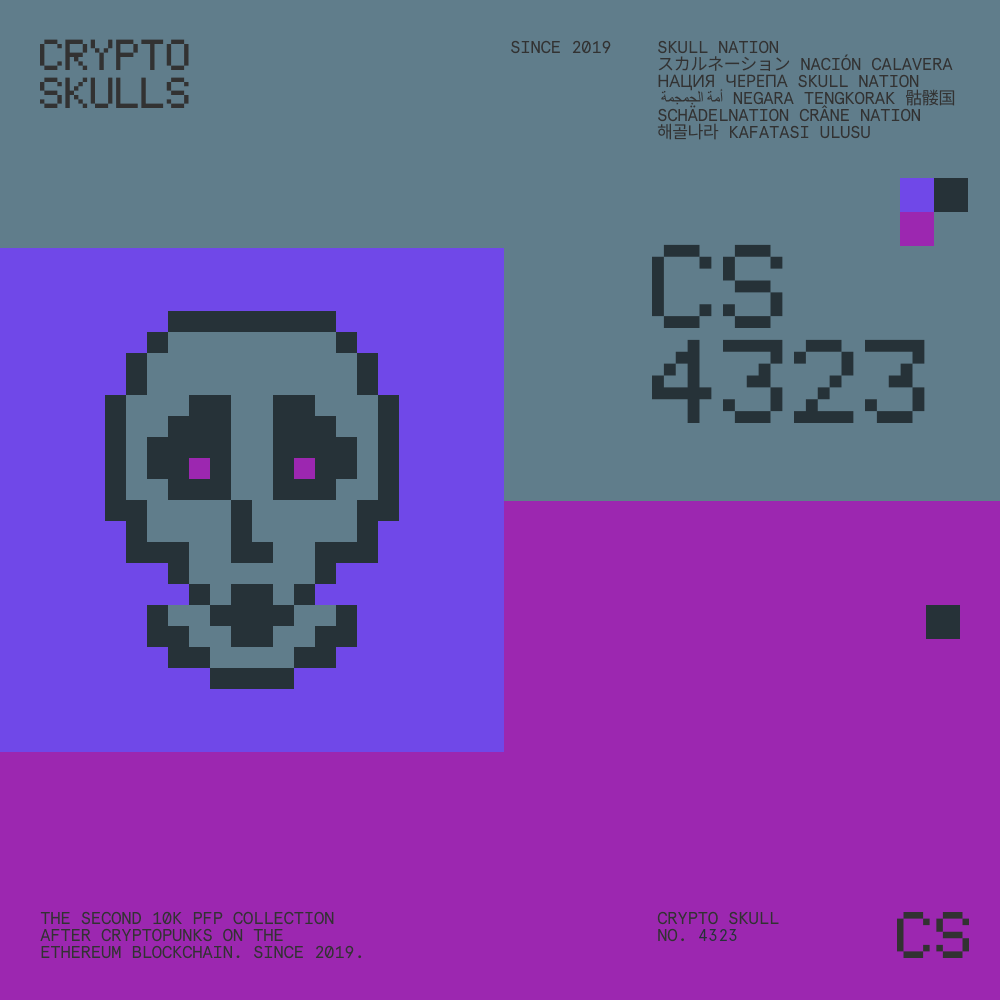 CRYPTO
SKULLS
SINCE 2019
SKULL NATION
スカルネーション NACIÓN CALAVERA
НАЦИЯ ЧЕРЕПА SKULL NATION
أمة الجمجمة NEGARA TENGKORAK 骷髅国
SCHÄDELNATION CRÂNE NATION
해골나라 KAFATASI ULUSU
CS
4323
THE SECOND 10K PFP COLLECTION
AFTER CRYPTOPUNKS ON THE
ETHEREUM BLOCKCHAIN. SINCE 2019.
CRYPTO SKULL
NO. 4323
CS